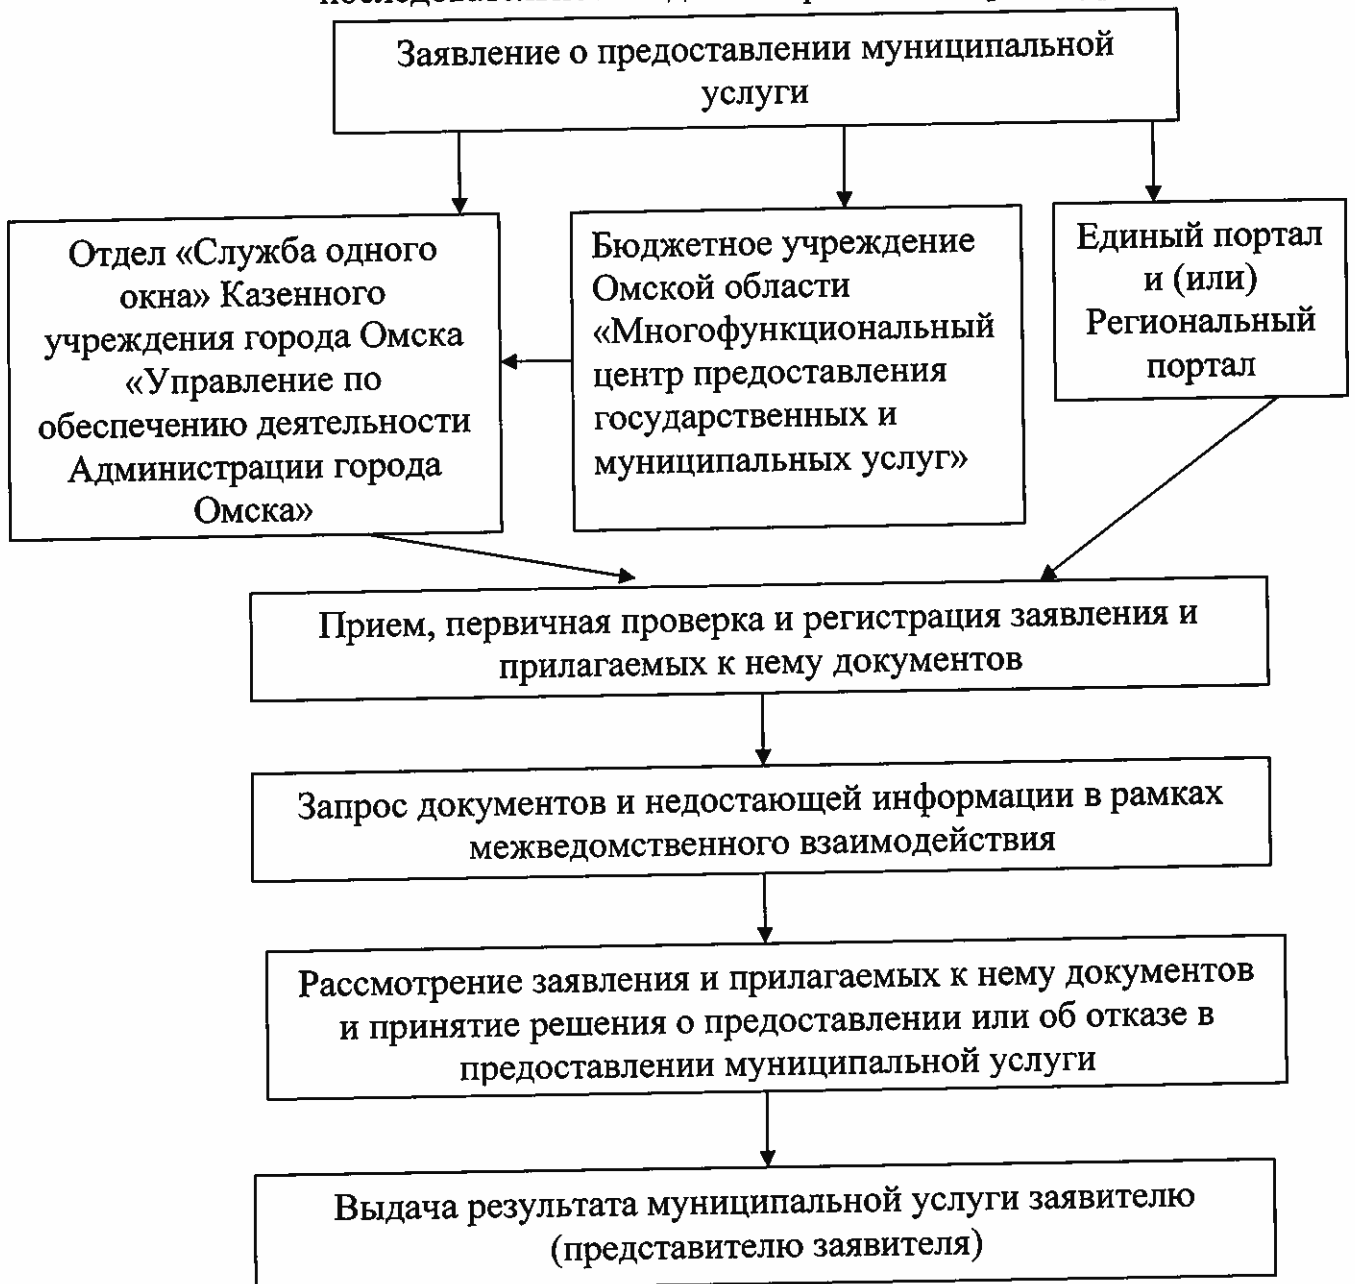 Заявление о предоставлении муниципальной
услуги
Отдел «Служба одного
окна» Казенного
учреждения города Омска
«Управление по
обеспечению деятельности
Администрации города
Омска»
Бюджетное учреждение
Омской области
«Многофункциональный
центр предоставления
государственных и
муниципальных услуг»
Единый портал
и (или)
Региональный
портал
Прием, первичная проверка и регистрация заявления и
прилагаемых к нему документов
Запрос документов и недостающей информации в рамках
межведомственного взаимодействия
Рассмотрение заявления и прилагаемых к нему документов
и принятие решения о предоставлении или об отказе в
предоставлении муниципальной услуги
Выдача результата муниципальной услуги заявителю
(представителю заявителя)